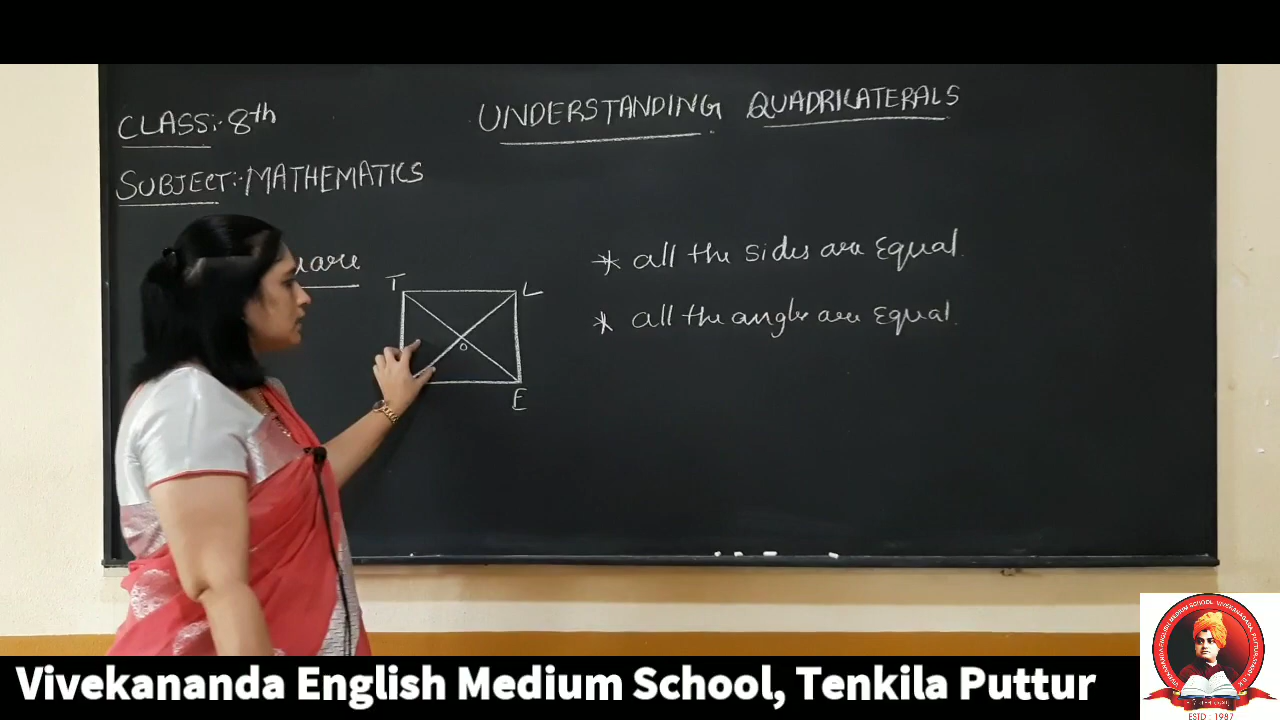 CLASS:- 8th
UNDERSTANDING QUADRILATERALS
SUBJECT:- MATHEMATICS
uare
* all the sides are Equal.
* all the angles are Equal.
T
L
O
E
Vivekananda English Medium School, Tenkila Puttur
ESTD : 1987